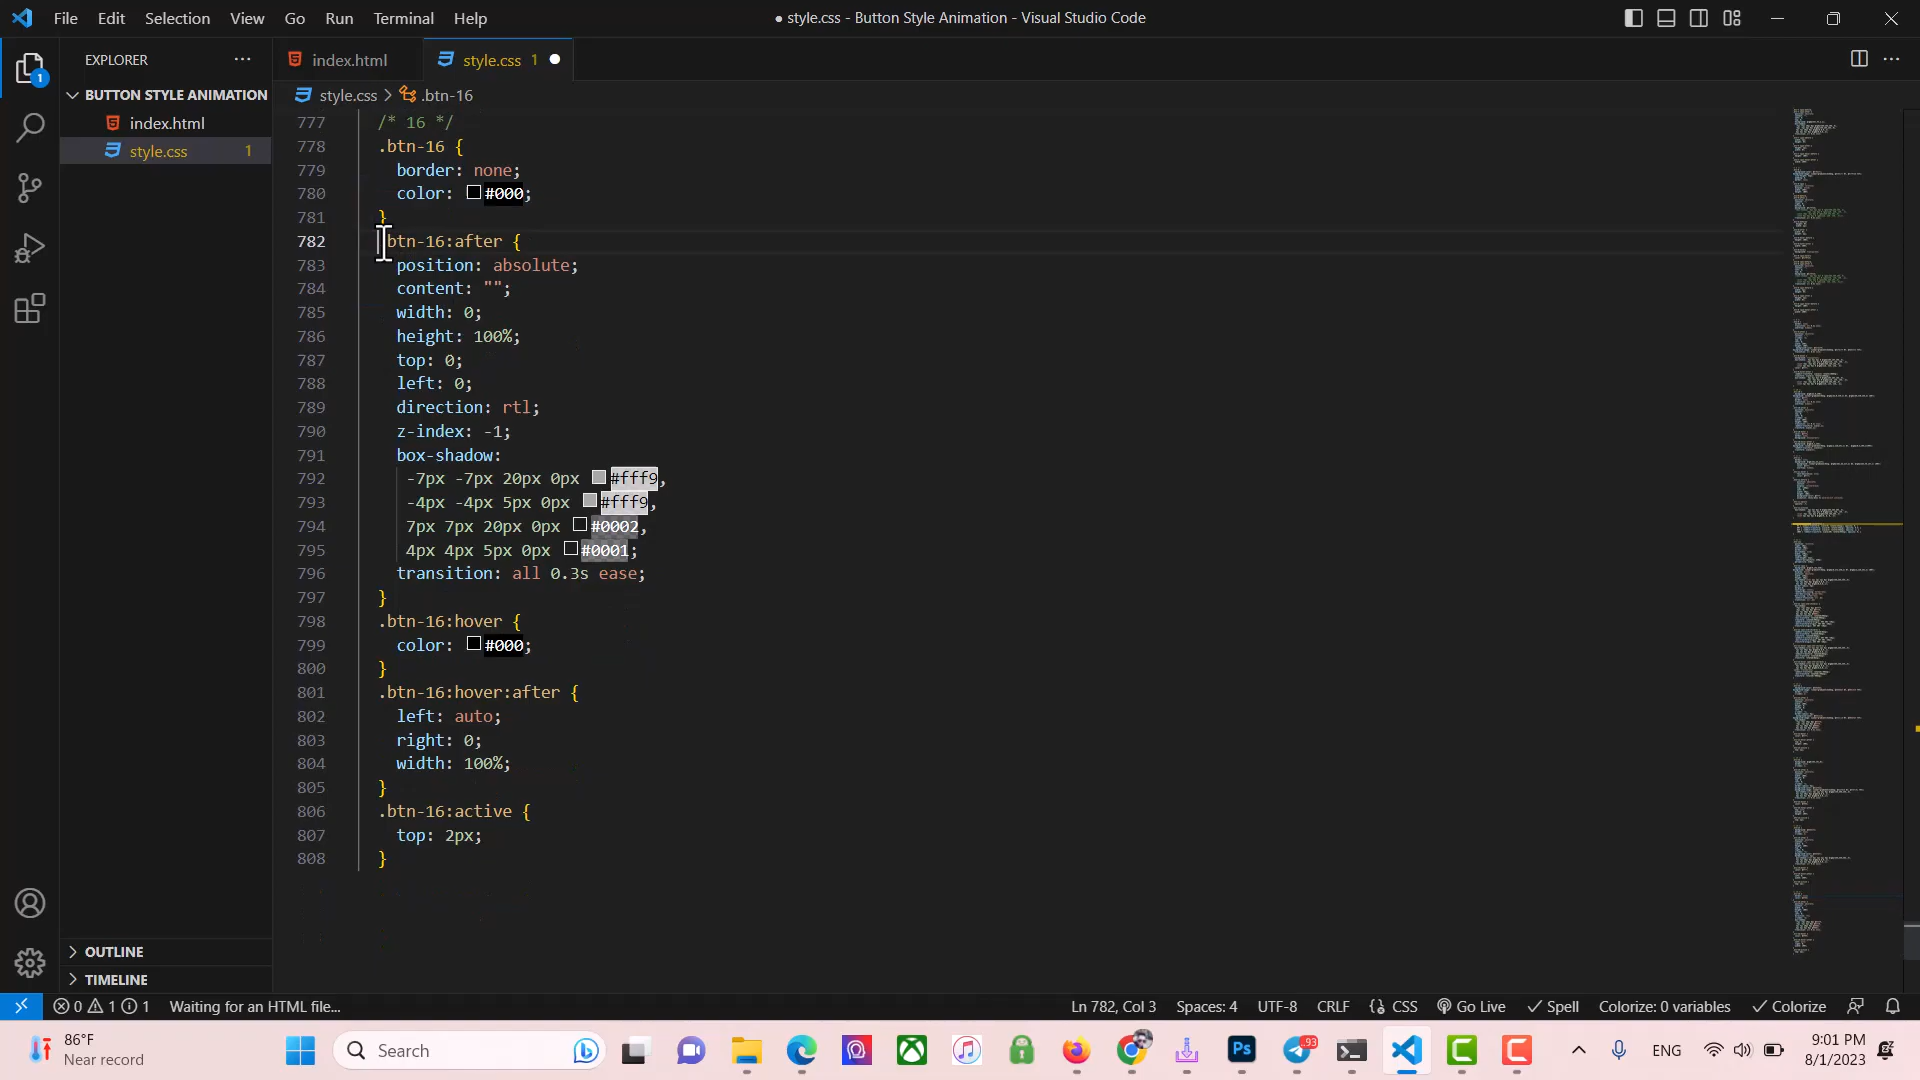 File Edit Selection View Go Run Terminal Help
● style.css - Button Style Animation - Visual Studio Code
EXPLORER
index.html
style.css 1
BUTTON STYLE ANIMATION
index.html
style.css 1
style.css > .btn-16
777 /* 16 */
778 .btn-16 {
779 border: none;
780 color: #000;
781 }
782 .btn-16:after {
783 position: absolute;
784 content: "";
785 width: 0;
786 height: 100%;
787 top: 0;
788 left: 0;
789 direction: rtl;
790 z-index: -1;
791 box-shadow:
792 -7px -7px 20px 0px #fff9,
793 -4px -4px 5px 0px #fff9,
794 7px 7px 20px 0px #0002,
795 4px 4px 5px 0px #0001;
796 transition: all 0.3s ease;
797 }
798 .btn-16:hover {
799 color: #000;
800 }
801 .btn-16:hover:after {
802 left: auto;
803 right: 0;
804 width: 100%;
805 }
806 .btn-16:active {
807 top: 2px;
808 }
OUTLINE
TIMELINE
0 1 1 Waiting for an HTML file...
Ln 782, Col 3 Spaces: 4 UTF-8 CRLF CSS Go Live Spell Colorize: 0 variables Colorize
86°F
Near record
Search
Ps
.93
ENG
9:01 PM
8/1/2023